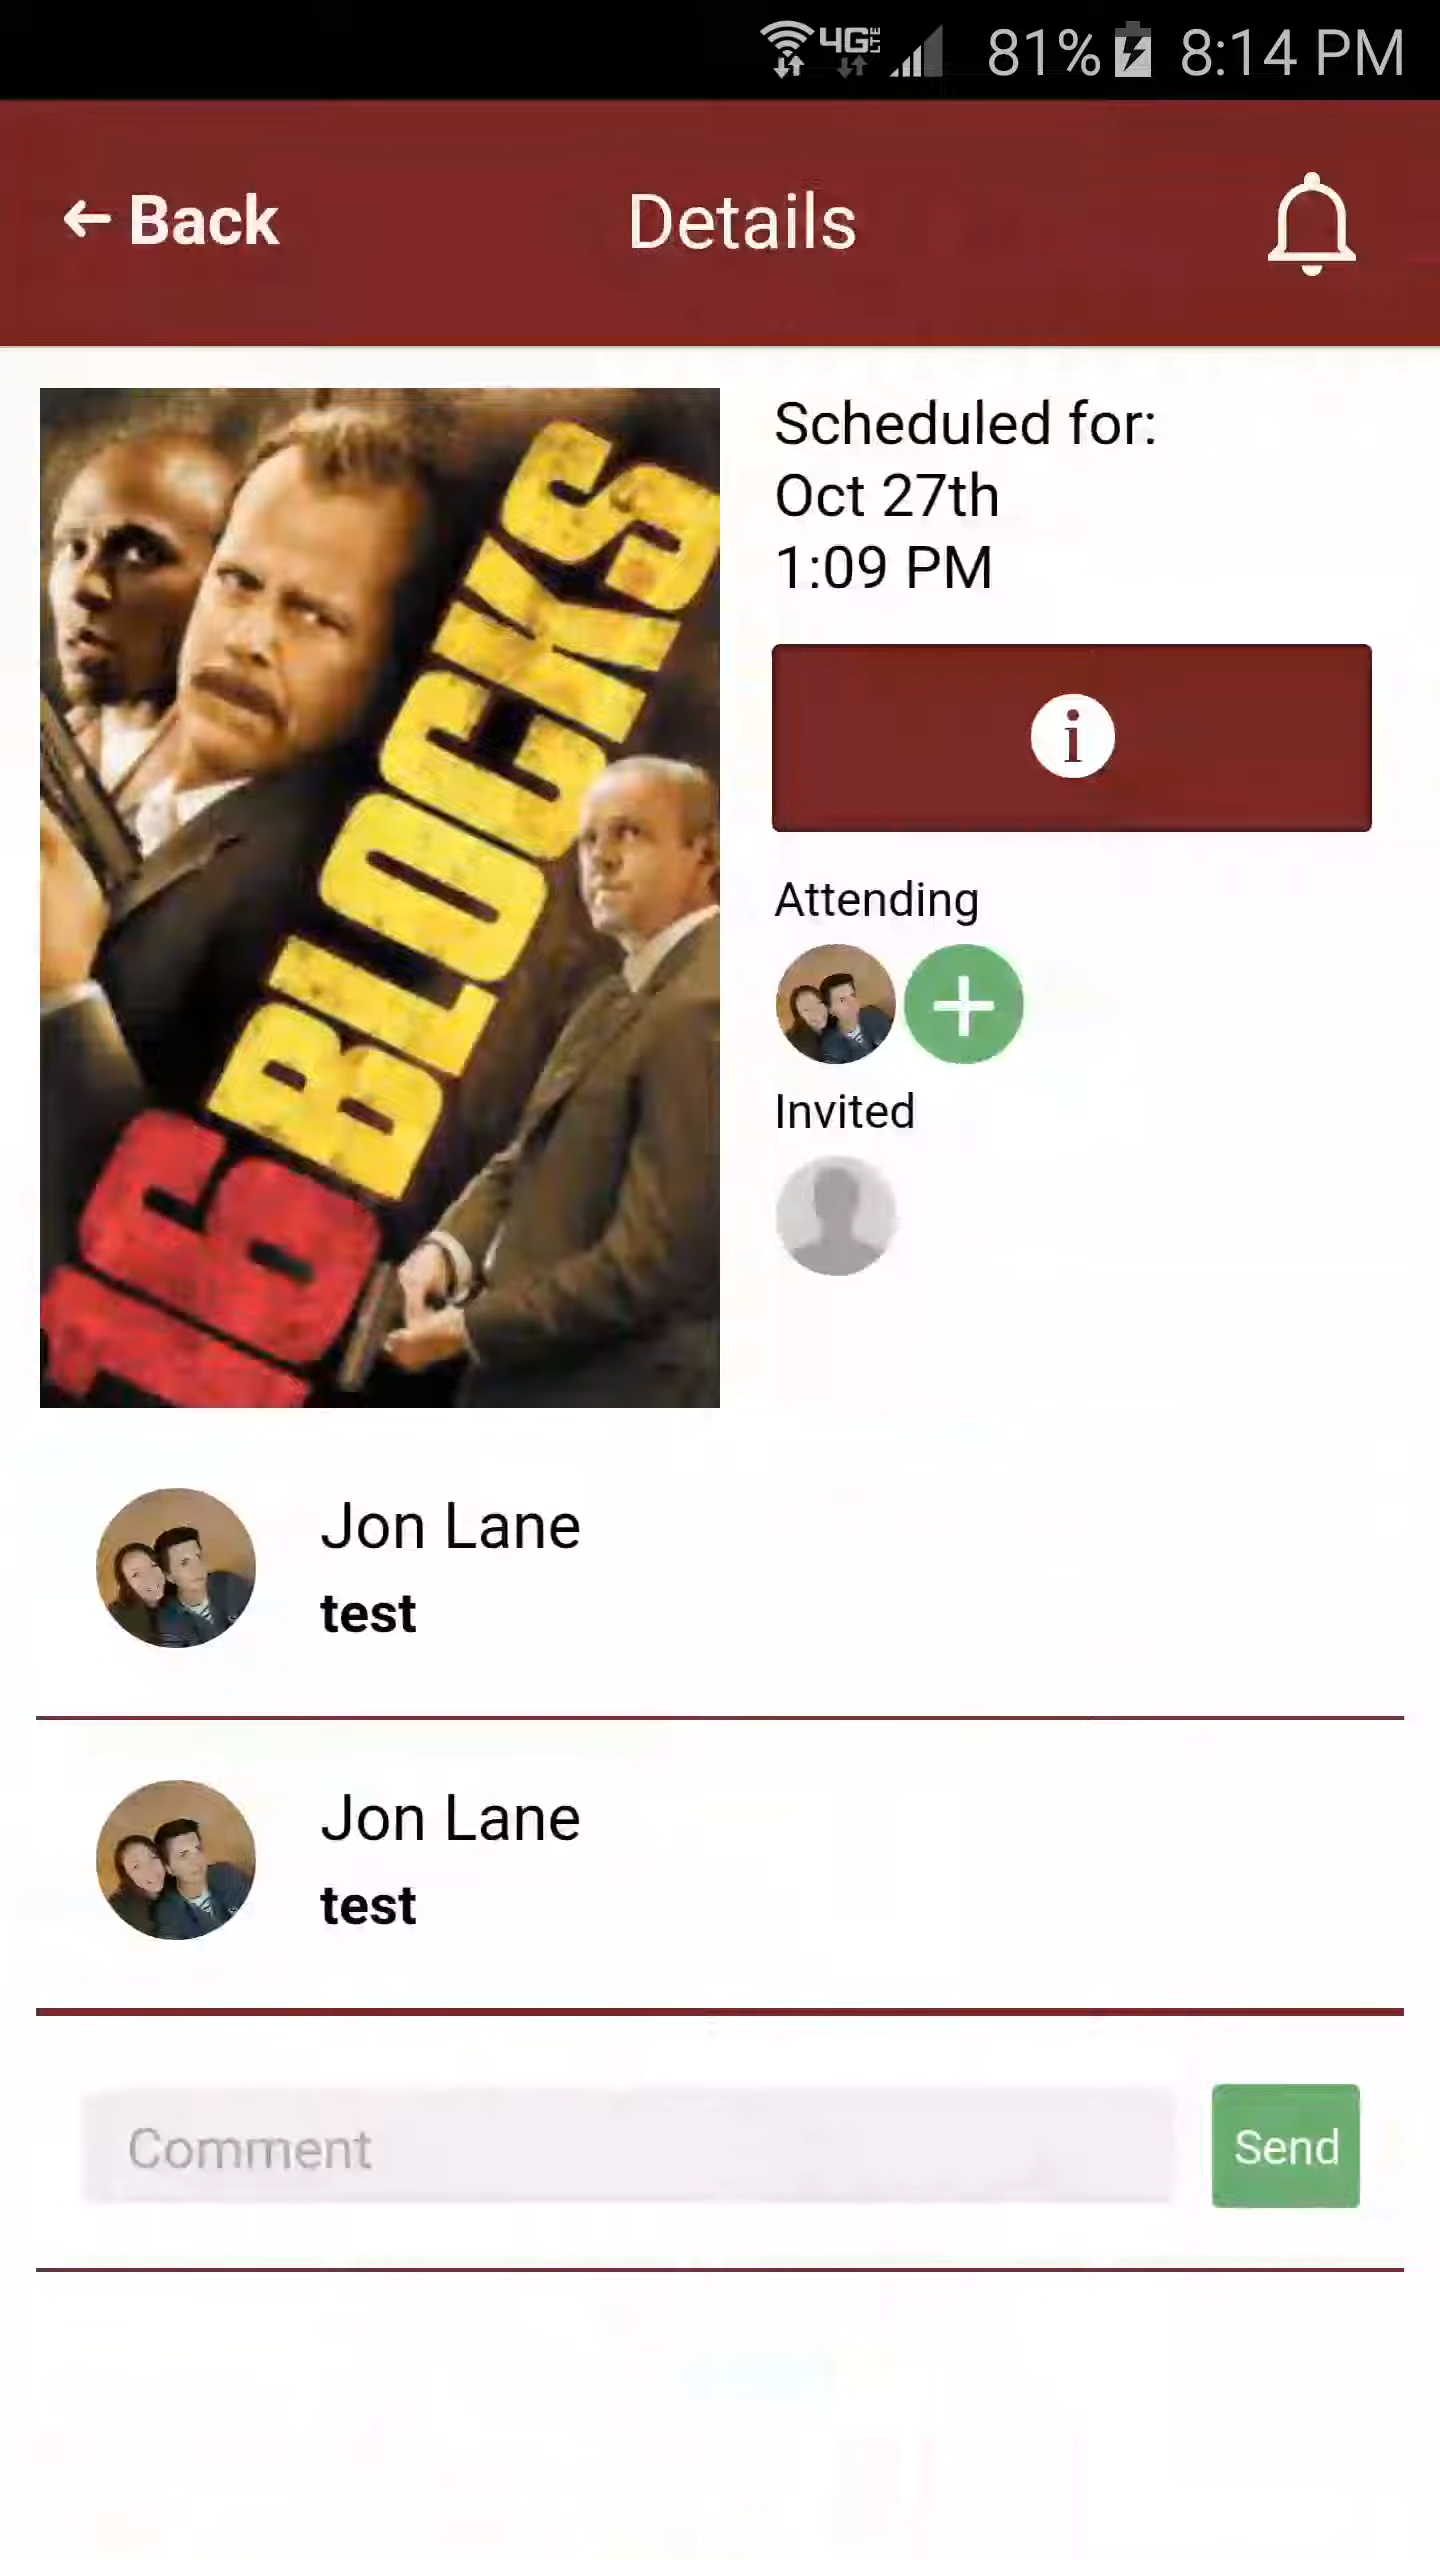 4G LTE 81% 8:14 PM
← Back
Details
16 BLOCKS
Scheduled for:
Oct 27th
1:09 PM
i
Attending
+
Invited
Jon Lane
test
Jon Lane
test
Comment
Send